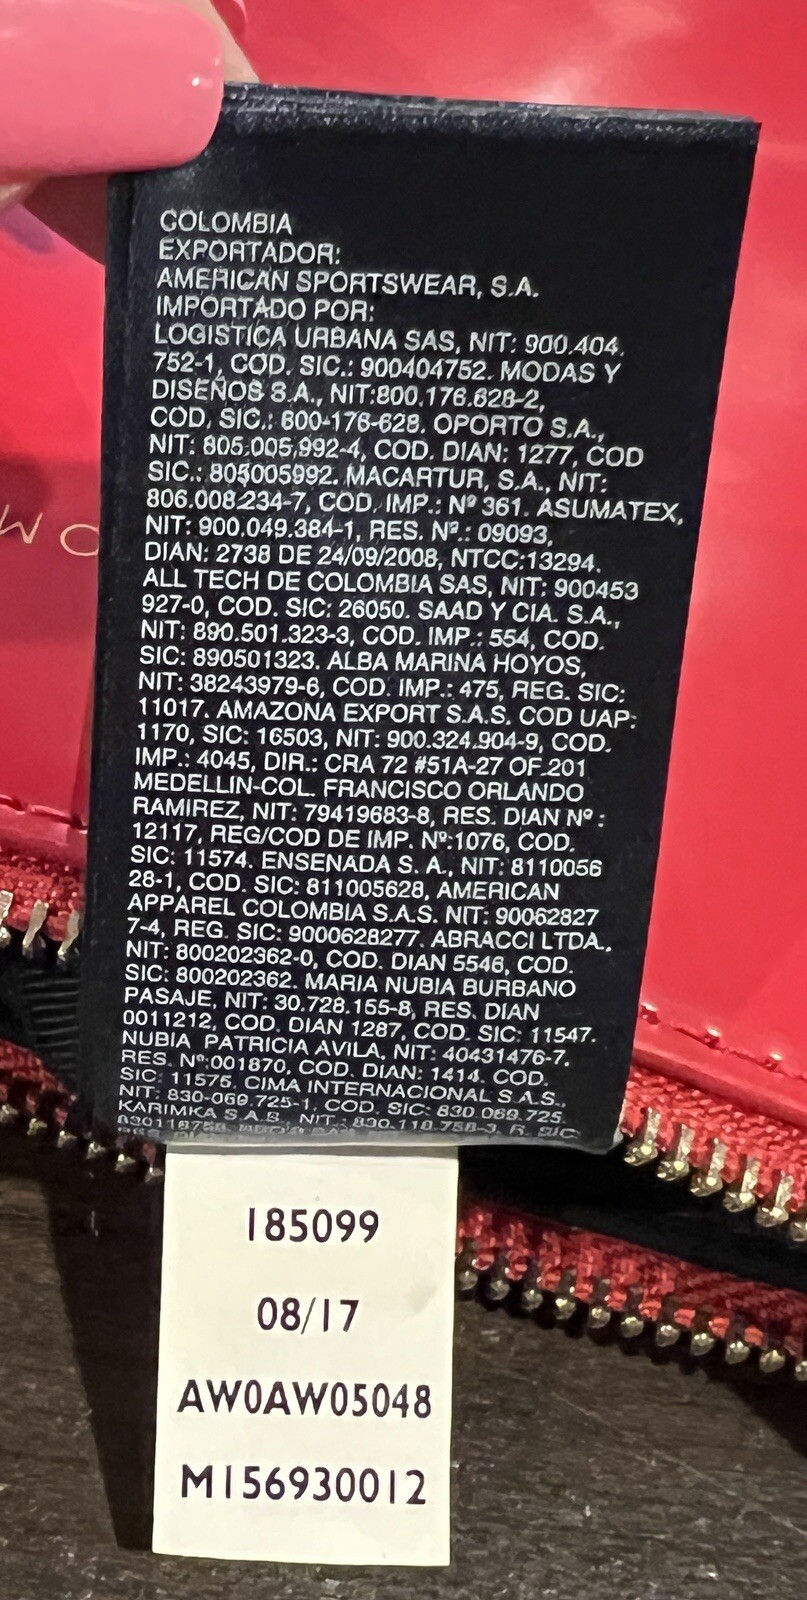 COLOMBIA
EXPORTADOR:
AMERICAN SPORTSWEAR, S.A.
IMPORTADO POR:
LOGISTICA URBANA SAS, NIT: 900.404.
752-1, COD. SIC.: 900404752. MODAS Y
DISEÑOS S.A., NIT:800.176.628-2,
COD. SIC.: 800-176-628. OPORTO S.A.,
NIT: 805.005.992-4, COD. DIAN: 1277, COD
SIC.: 805005992. MACARTUR, S.A., NIT:
806.008.234-7, COD. IMP.: Nº 361. ASUMATEX,
NIT: 900.049.384-1, RES. Nº.: 09093,
DIAN: 2738 DE 24/09/2008, NTCC:13294.
ALL TECH DE COLOMBIA SAS, NIT: 900453
927-0, COD. SIC: 26050. SAAD Y CIA. S.A.,
NIT: 890.501.323-3, COD. IMP.: 554, COD.
SIC: 890501323. ALBA MARINA HOYOS,
NIT: 38243979-6, COD. IMP.: 475, REG. SIC:
11017. AMAZONA EXPORT S.A.S. COD UAP:
1170, SIC: 16503, NIT: 900.324.904-9, COD.
IMP.: 4045, DIR.: CRA 72 #51A-27 OF.201
MEDELLIN-COL. FRANCISCO ORLANDO
RAMIREZ, NIT: 79419683-8, RES. DIAN Nº :
12117, REG/COD DE IMP. Nº:1076, COD.
SIC: 11574. ENSENADA S. A., NIT: 8110056
28-1, COD. SIC: 811005628, AMERICAN
APPAREL COLOMBIA S.A.S. NIT: 90062827
7-4, REG. SIC: 9000628277. ABRACCI LTDA.,
NIT: 800202362-0, COD. DIAN 5546, COD.
SIC: 800202362. MARIA NUBIA BURBANO
PASAJE, NIT: 30.728.155-8, RES. DIAN
0011212, COD. DIAN 1287, COD. SIC: 11547.
NUBIA PATRICIA AVILA, NIT: 40431476-7.
RES. Nº:001870, COD. DIAN: 1414. COD.
SIC: 11576. CIMA INTERNACIONAL S.A.S.,
NIT: 830-069.725-1, COD. SIC: 830.069.725.
KARIMKA S.A.S. NIT: 830.118.758-3, R. SIC:
830118758.
185099
08/17
AW0AW05048
M156930012